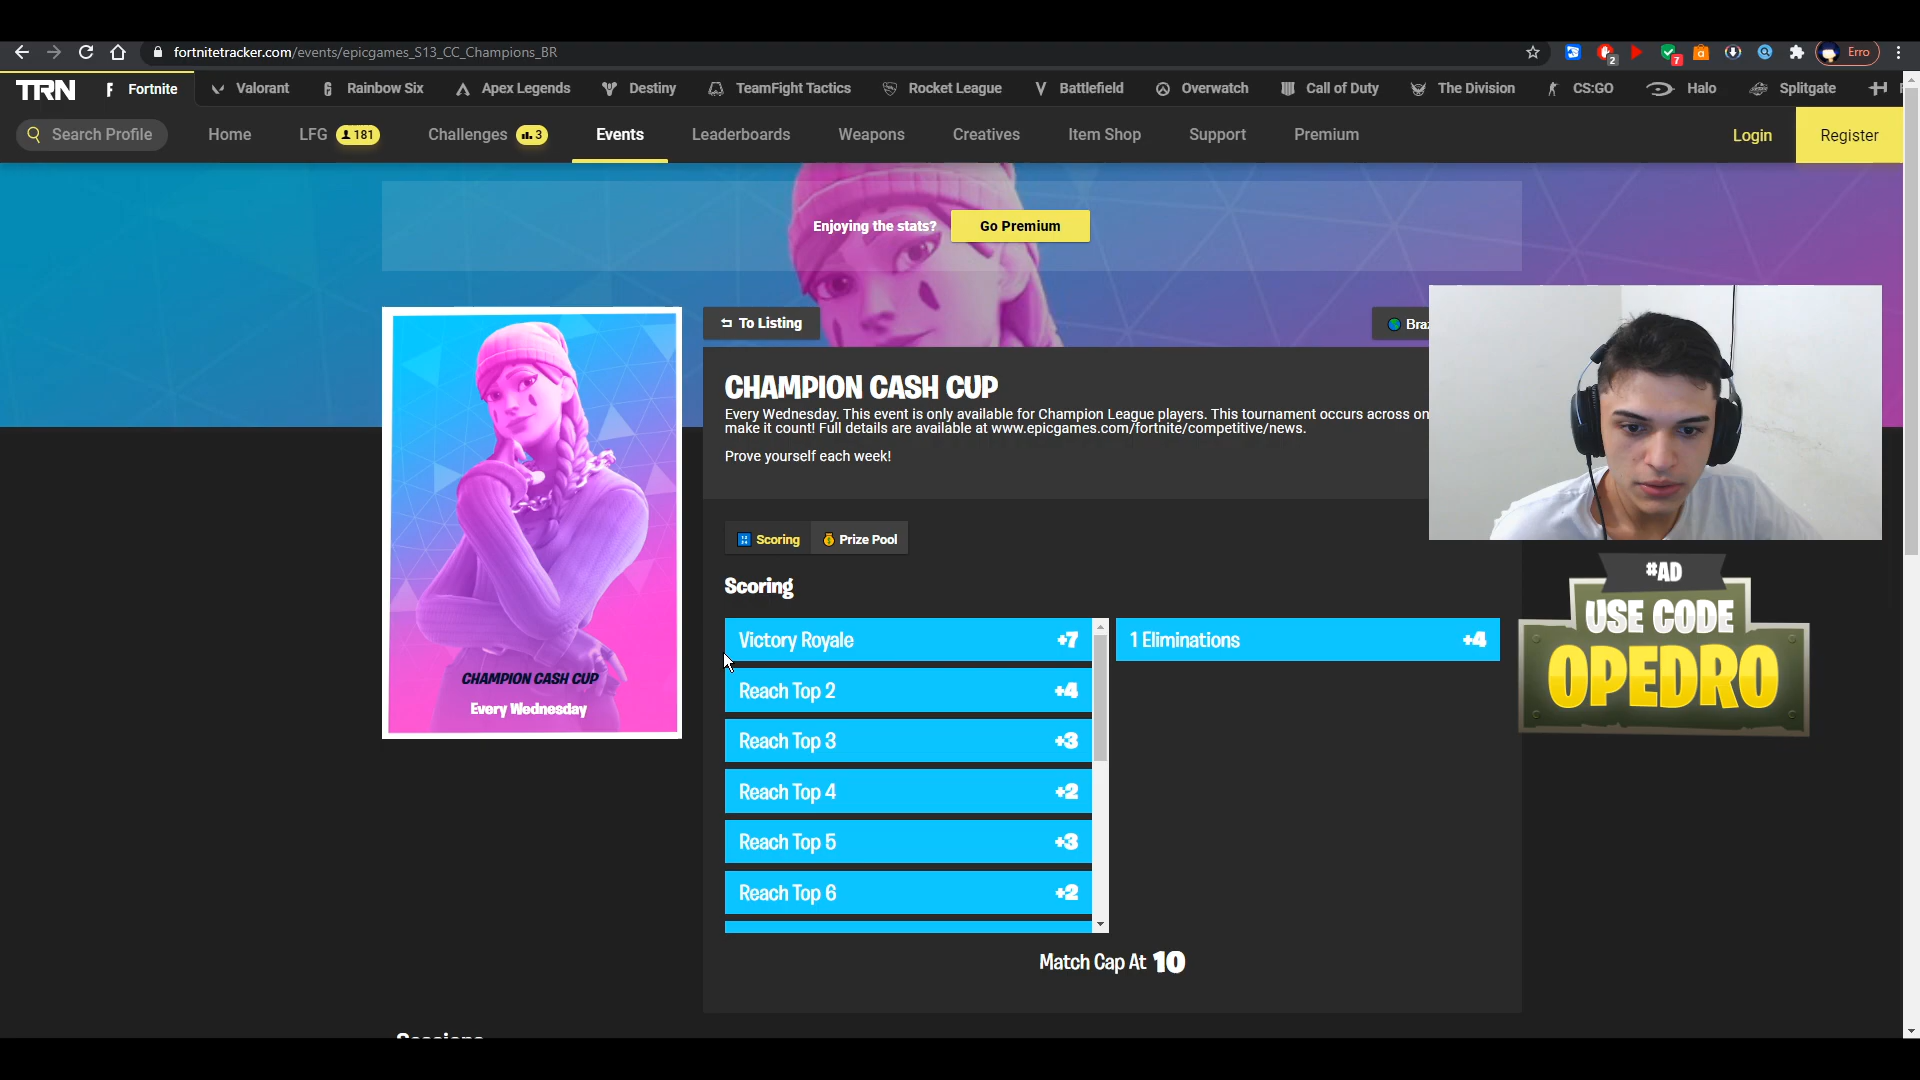 fortnitetracker.com/events/epicgames_S13_CC_Champions_BR
2
7
Erro
TRN
Fortnite
Valorant
Rainbow Six
Apex Legends
Destiny
TeamFight Tactics
Rocket League
Battlefield
Overwatch
Call of Duty
The Division
CS:GO
Halo
Splitgate
Search Profile
Home
LFG 181
Challenges 3
Events
Leaderboards
Weapons
Creatives
Item Shop
Support
Premium
Login
Register
Enjoying the stats?
Go Premium
To Listing
Braz
CHAMPION CASH CUP
Every Wednesday. This event is only available for Champion League players. This tournament occurs across on
make it count! Full details are available at www.epicgames.com/fortnite/competitive/news.
Prove yourself each week!
CHAMPION CASH CUP
Every Wednesday
Scoring
Prize Pool
Scoring
Victory Royale +7
1 Eliminations +4
Reach Top 2 +4
Reach Top 3 +3
Reach Top 4 +2
Reach Top 5 +3
Reach Top 6 +2
Match Cap At 10
#AD
USE CODE
OPEDRO